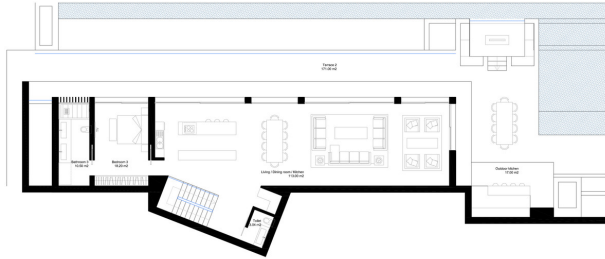 Terrace 2
171.00 m2
Bathroom 3
10.50 m2
Bedroom 3
16.00 m2
Living / Dining room / Kitchen
113.00 m2
Outdoor kitchen
17.00 m2
Toilet